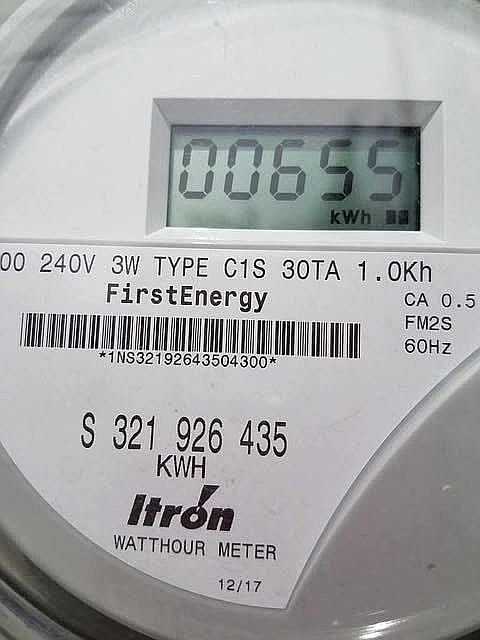 00655
kWh
00 240V 3W TYPE C1S 30TA 1.0Kh
FirstEnergy
CA 0.5
FM2S
60Hz
*1NS32192643504300*
S 321 926 435
KWH
Itron
WATTHOUR METER
12/17